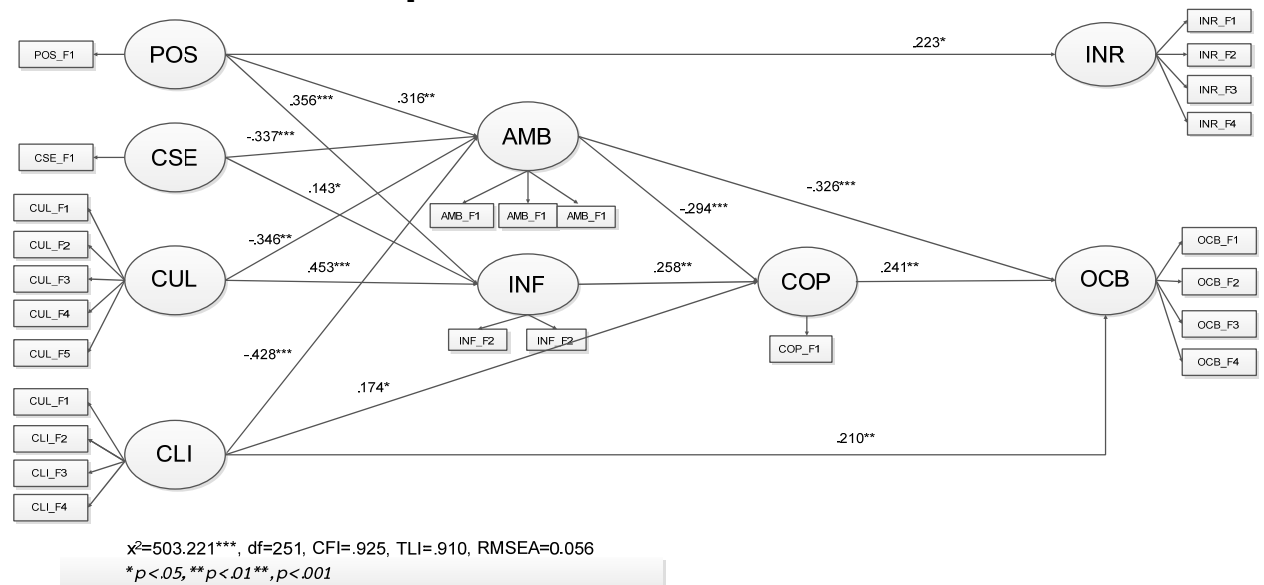 POS_F1
POS
.223*
INR
INR_F1
INR_F2
INR_F3
INR_F4
.356***
.316**
-.337***
AMB
CSE_F1
CSE
.143*
-.326***
AMB_F1
AMB_F1
AMB_F1
-.294***
CUL_F1
CUL_F2
CUL_F3
CUL_F4
CUL_F5
CUL
-.346**
.453***
INF
.258**
COP
.241**
OCB
OCB_F1
OCB_F2
OCB_F3
OCB_F4
INF_F2
INF_F2
COP_F1
-.428***
.174*
CUL_F1
CLI_F2
CLI_F3
CLI_F4
CLI
.210**
x²=503.221***, df=251, CFI=.925, TLI=.910, RMSEA=0.056
*p<.05, **p<.01**, p<.001